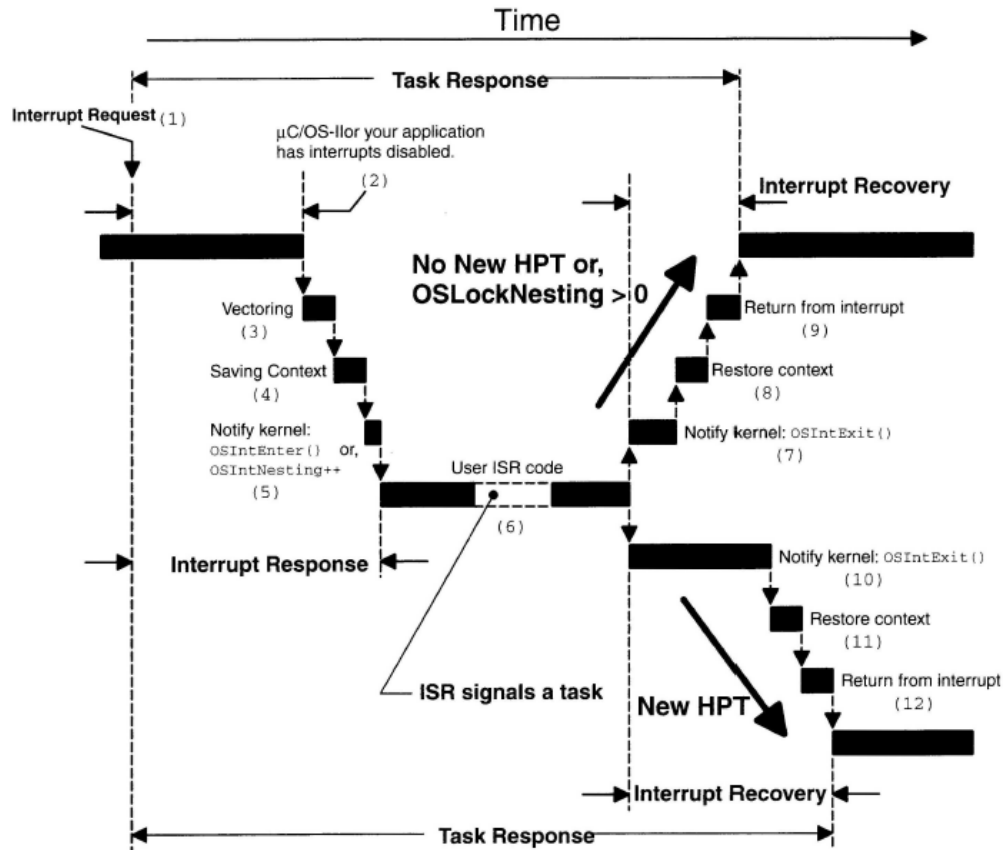 Time
Task Response
Interrupt Request (1)
µC/OS-IIor your application
has interrupts disabled.
(2)
Interrupt Recovery
No New HPT or,
OSLockNesting > 0
Vectoring
(3)
Return from interrupt
(9)
Saving Context
(4)
Restore context
(8)
Notify kernel:
OSIntEnter() or,
OSIntNesting++
(5)
Notify kernel: OSIntExit()
(7)
User ISR code
(6)
Interrupt Response
Notify kernel: OSIntExit()
(10)
Restore context
(11)
ISR signals a task
New HPT
Return from interrupt
(12)
Interrupt Recovery
Task Response